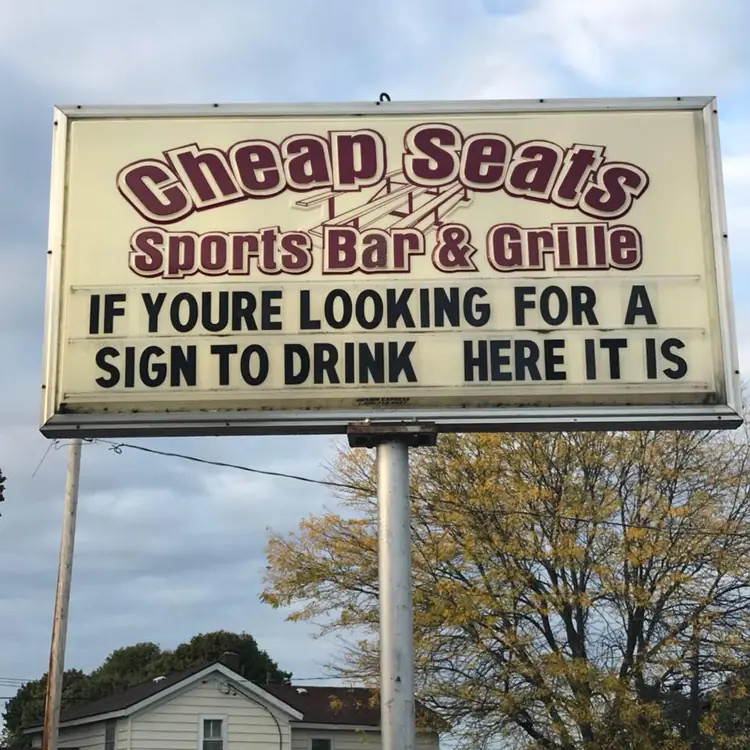 Cheap Seats
Sports Bar & Grille
IF YOURE LOOKING FOR A
SIGN TO DRINK HERE IT IS